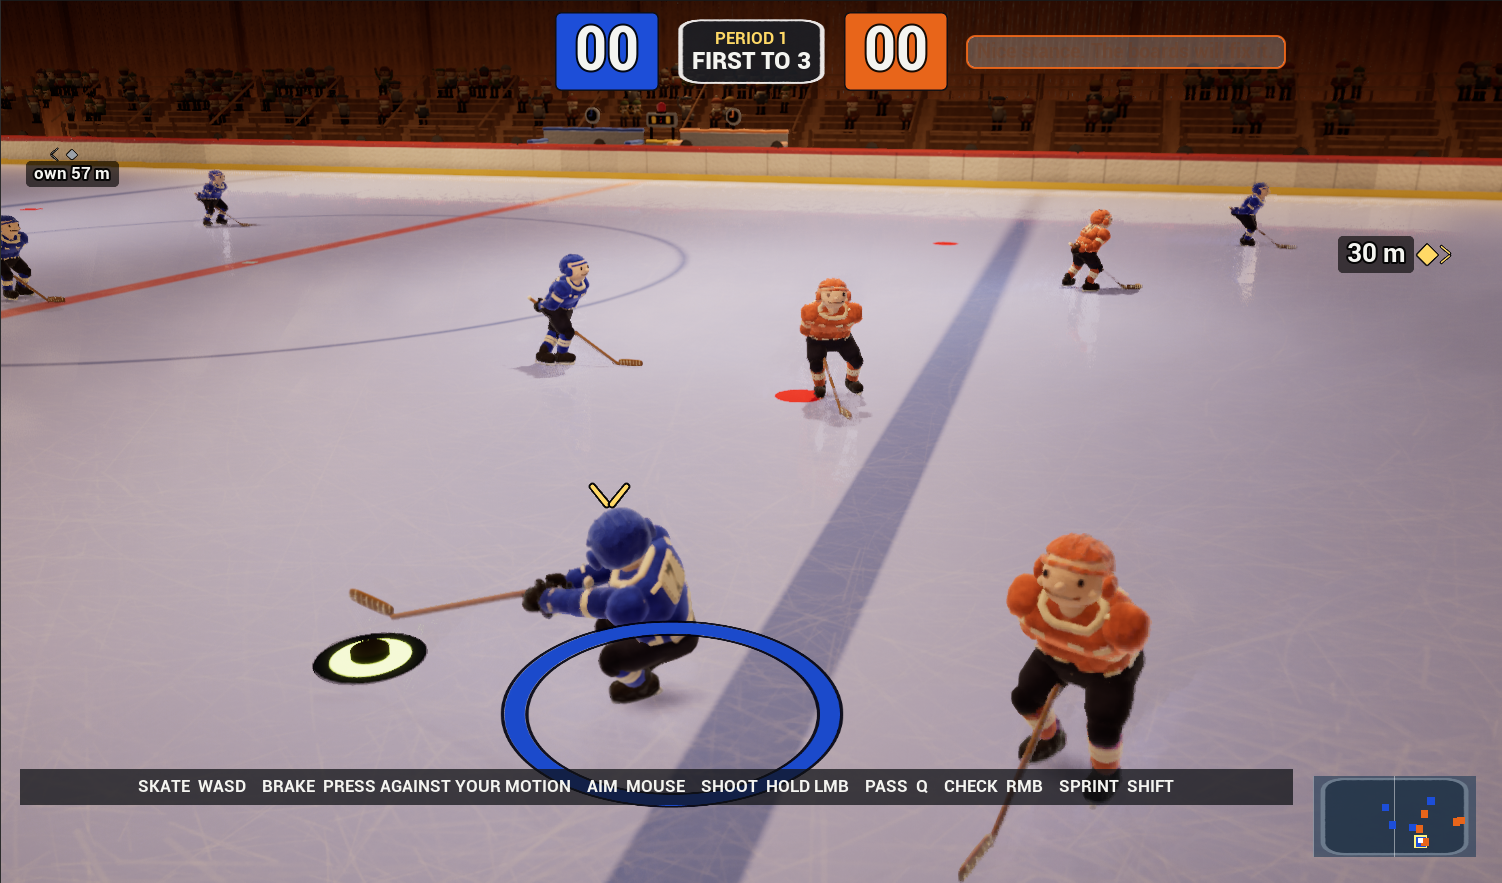 00
PERIOD 1
FIRST TO 3
00
own 57 m
30 m
SKATE WASD BRAKE PRESS AGAINST YOUR MOTION AIM MOUSE SHOOT HOLD LMB PASS Q CHECK RMB SPRINT SHIFT